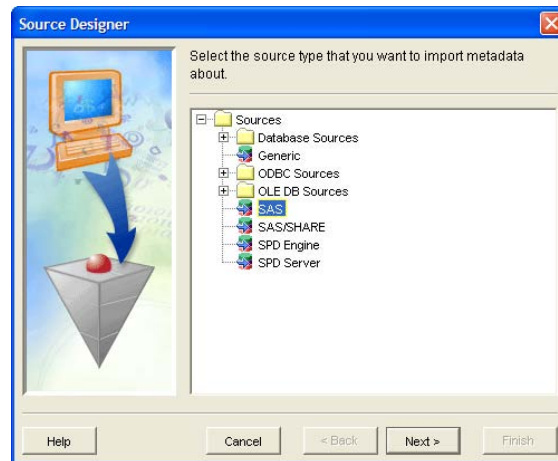 Source Designer
Select the source type that you want to import metadata
about.
Sources
Database Sources
Generic
ODBC Sources
OLE DB Sources
SAS
SAS/SHARE
SPD Engine
SPD Server
Help
Cancel
< Back
Next >
Finish